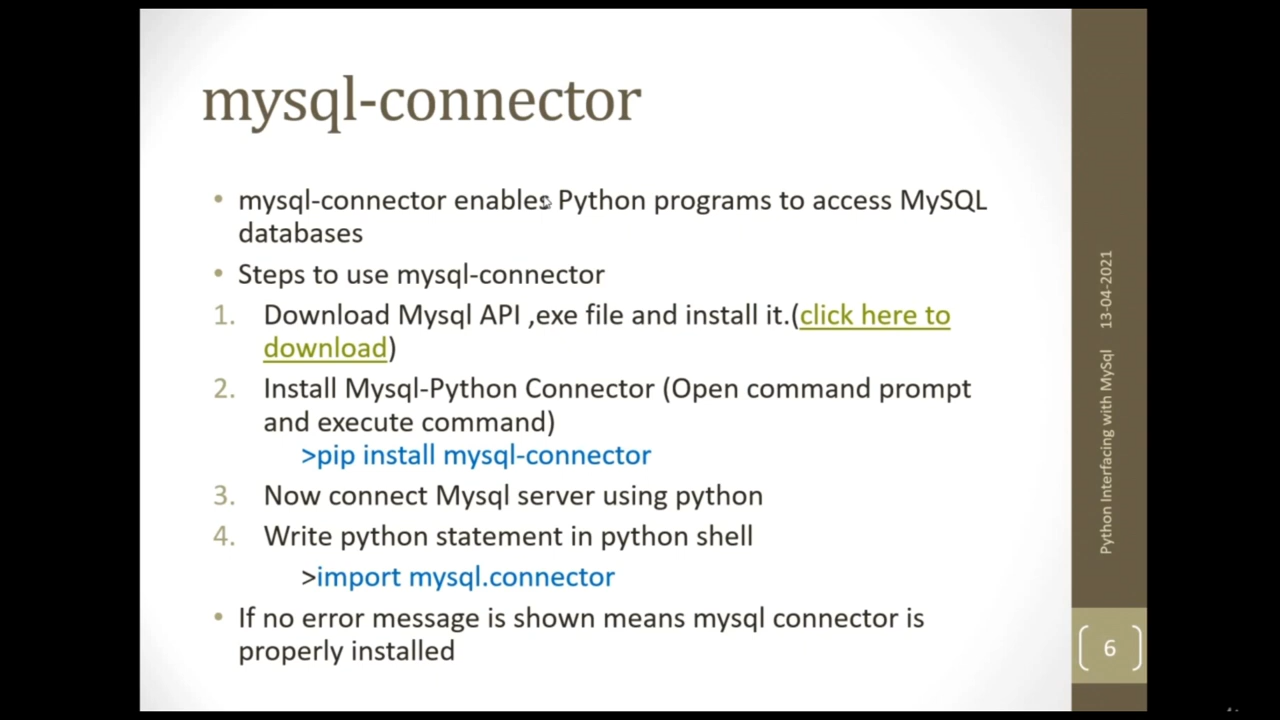 mysql-connector
• mysql-connector enables Python programs to access MySQL
databases
• Steps to use mysql-connector
1. Download Mysql API ,exe file and install it.(click here to
download)
2. Install Mysql-Python Connector (Open command prompt
and execute command)
>pip install mysql-connector
3. Now connect Mysql server using python
4. Write python statement in python shell
>import mysql.connector
• If no error message is shown means mysql connector is
properly installed
Python Interfacing with MySql 13-04-2021
6